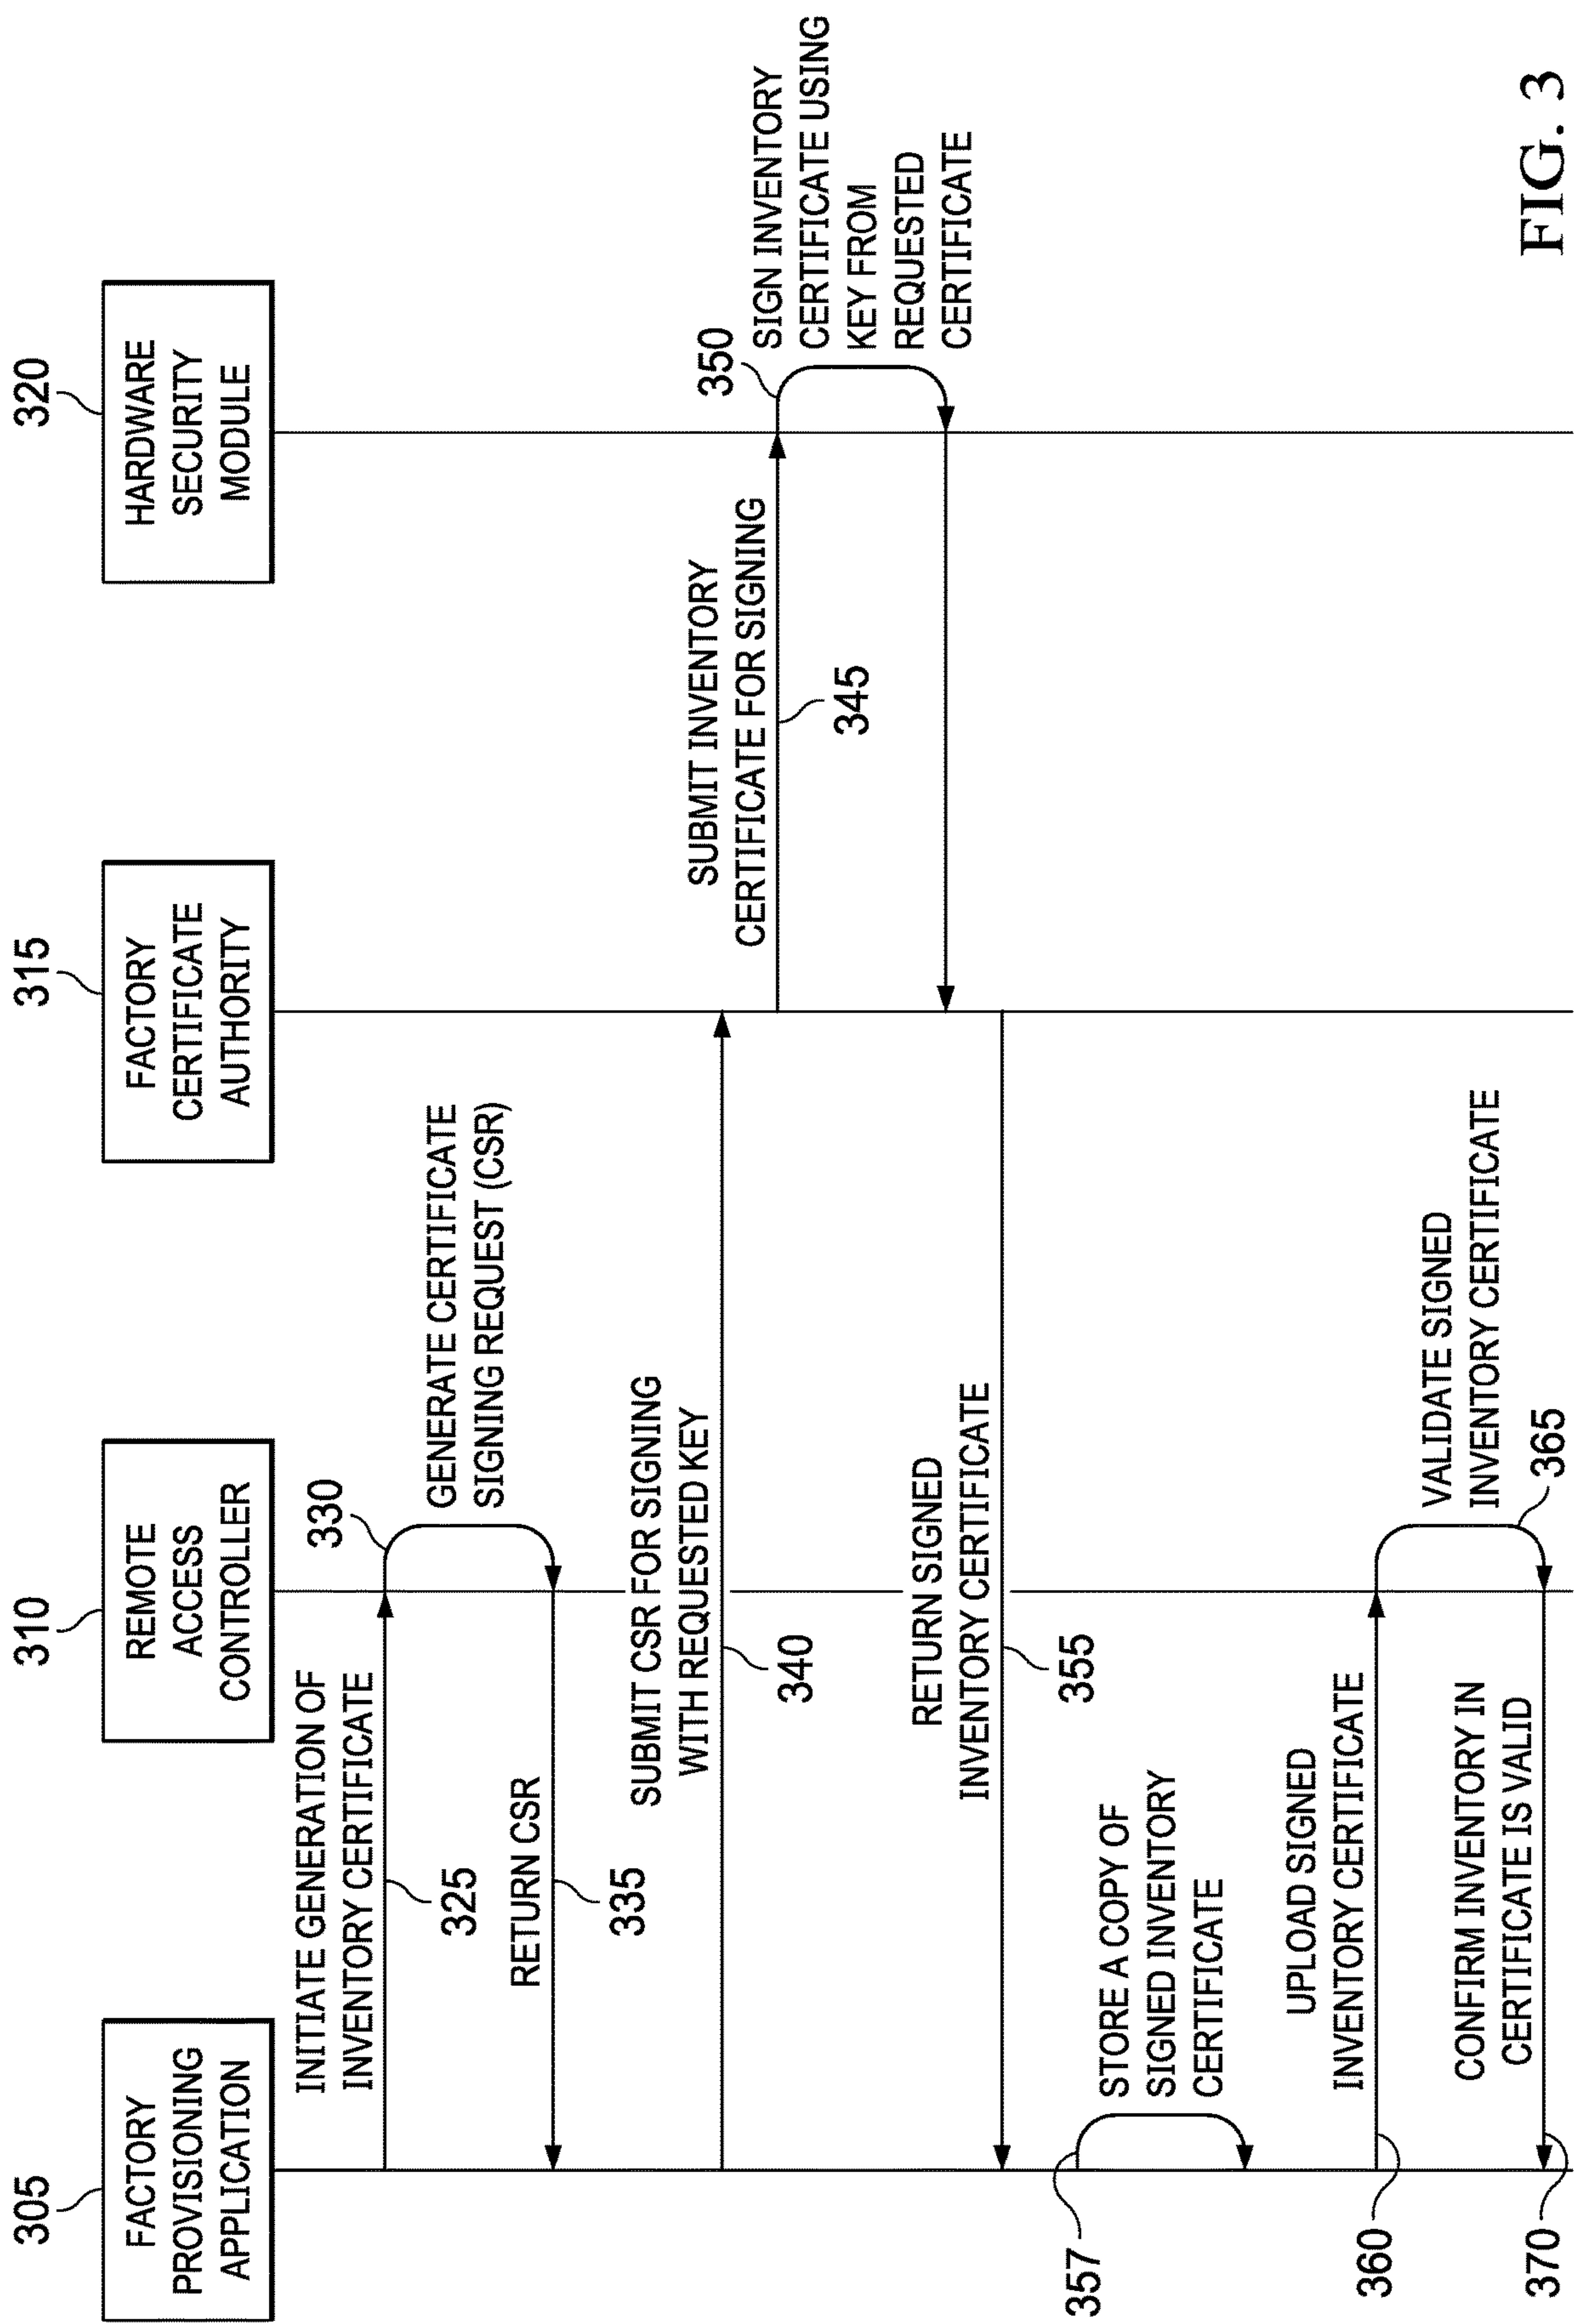 305
FACTORY
PROVISIONING
APPLICATION
310
REMOTE
ACCESS
CONTROLLER
315
FACTORY
CERTIFICATE
AUTHORITY
320
HARDWARE
SECURITY
MODULE
INITIATE GENERATION OF
INVENTORY CERTIFICATE
325
330
GENERATE CERTIFICATE
SIGNING REQUEST (CSR)
RETURN CSR
335
SUBMIT CSR FOR SIGNING
WITH REQUESTED KEY
340
SUBMIT INVENTORY
CERTIFICATE FOR SIGNING
345
350
SIGN INVENTORY
CERTIFICATE USING
KEY FROM
REQUESTED
CERTIFICATE
RETURN SIGNED
INVENTORY CERTIFICATE
355
357
STORE A COPY OF
SIGNED INVENTORY
CERTIFICATE
UPLOAD SIGNED
INVENTORY CERTIFICATE
360
VALIDATE SIGNED
INVENTORY CERTIFICATE
365
CONFIRM INVENTORY IN
CERTIFICATE IS VALID
370
FIG. 3